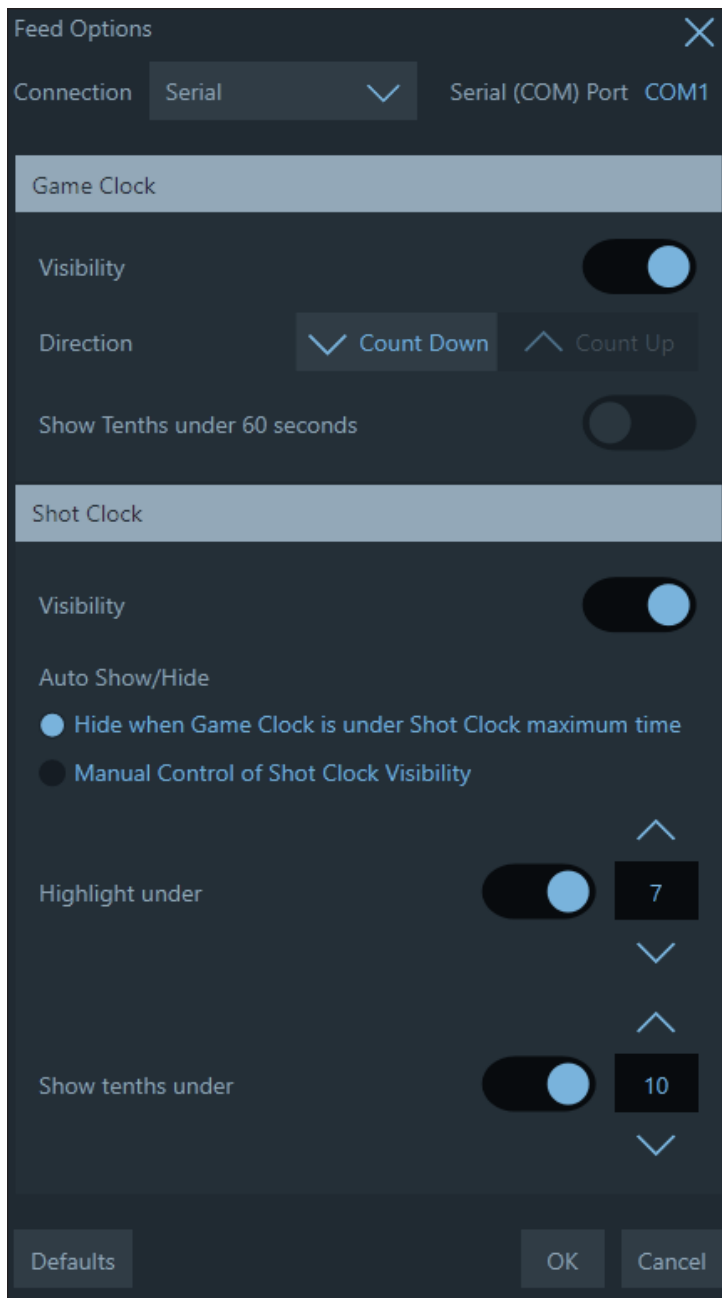 Feed Options
Connection Serial Serial (COM) Port COM1
Game Clock
Visibility
Direction Count Down Count Up
Show Tenths under 60 seconds
Shot Clock
Visibility
Auto Show/Hide
Hide when Game Clock is under Shot Clock maximum time
Manual Control of Shot Clock Visibility
Highlight under 7
Show tenths under 10
Defaults OK Cancel